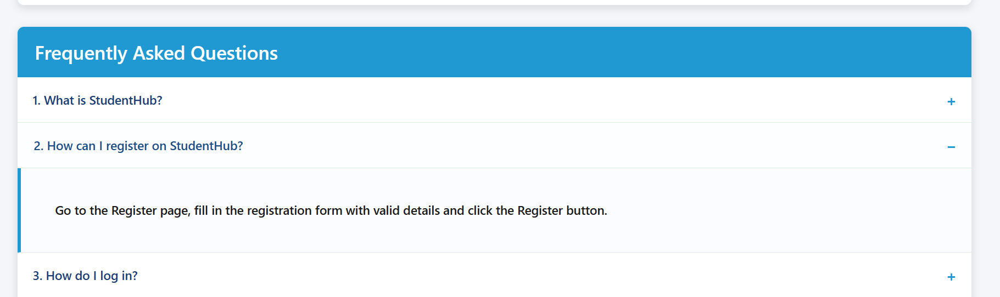 Frequently Asked Questions
1. What is StudentHub?
+
2. How can I register on StudentHub?
−
Go to the Register page, fill in the registration form with valid details and click the Register button.
3. How do I log in?
+